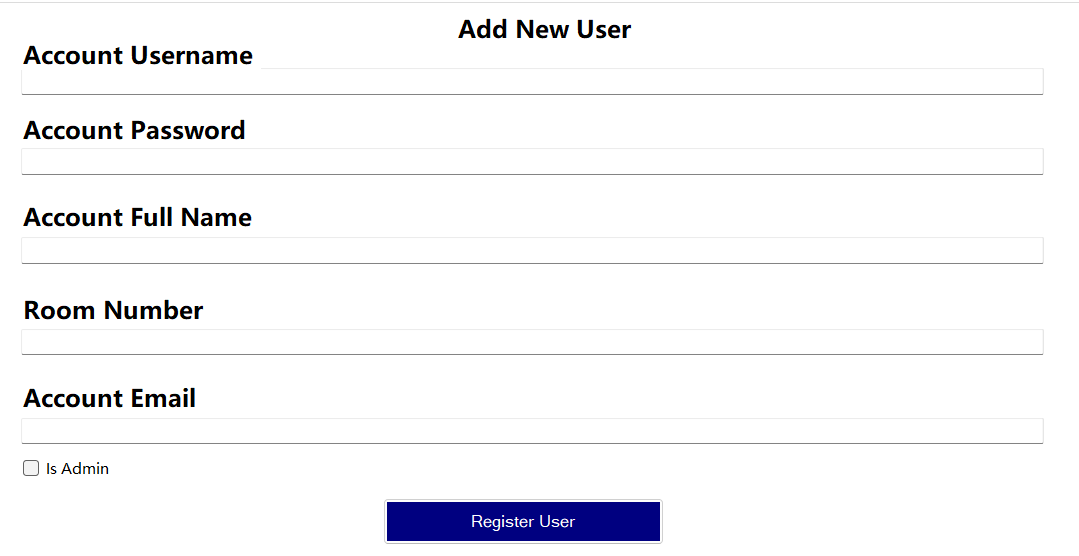 Add New User
Account Username
Account Password
Account Full Name
Room Number
Account Email
Is Admin
Register User